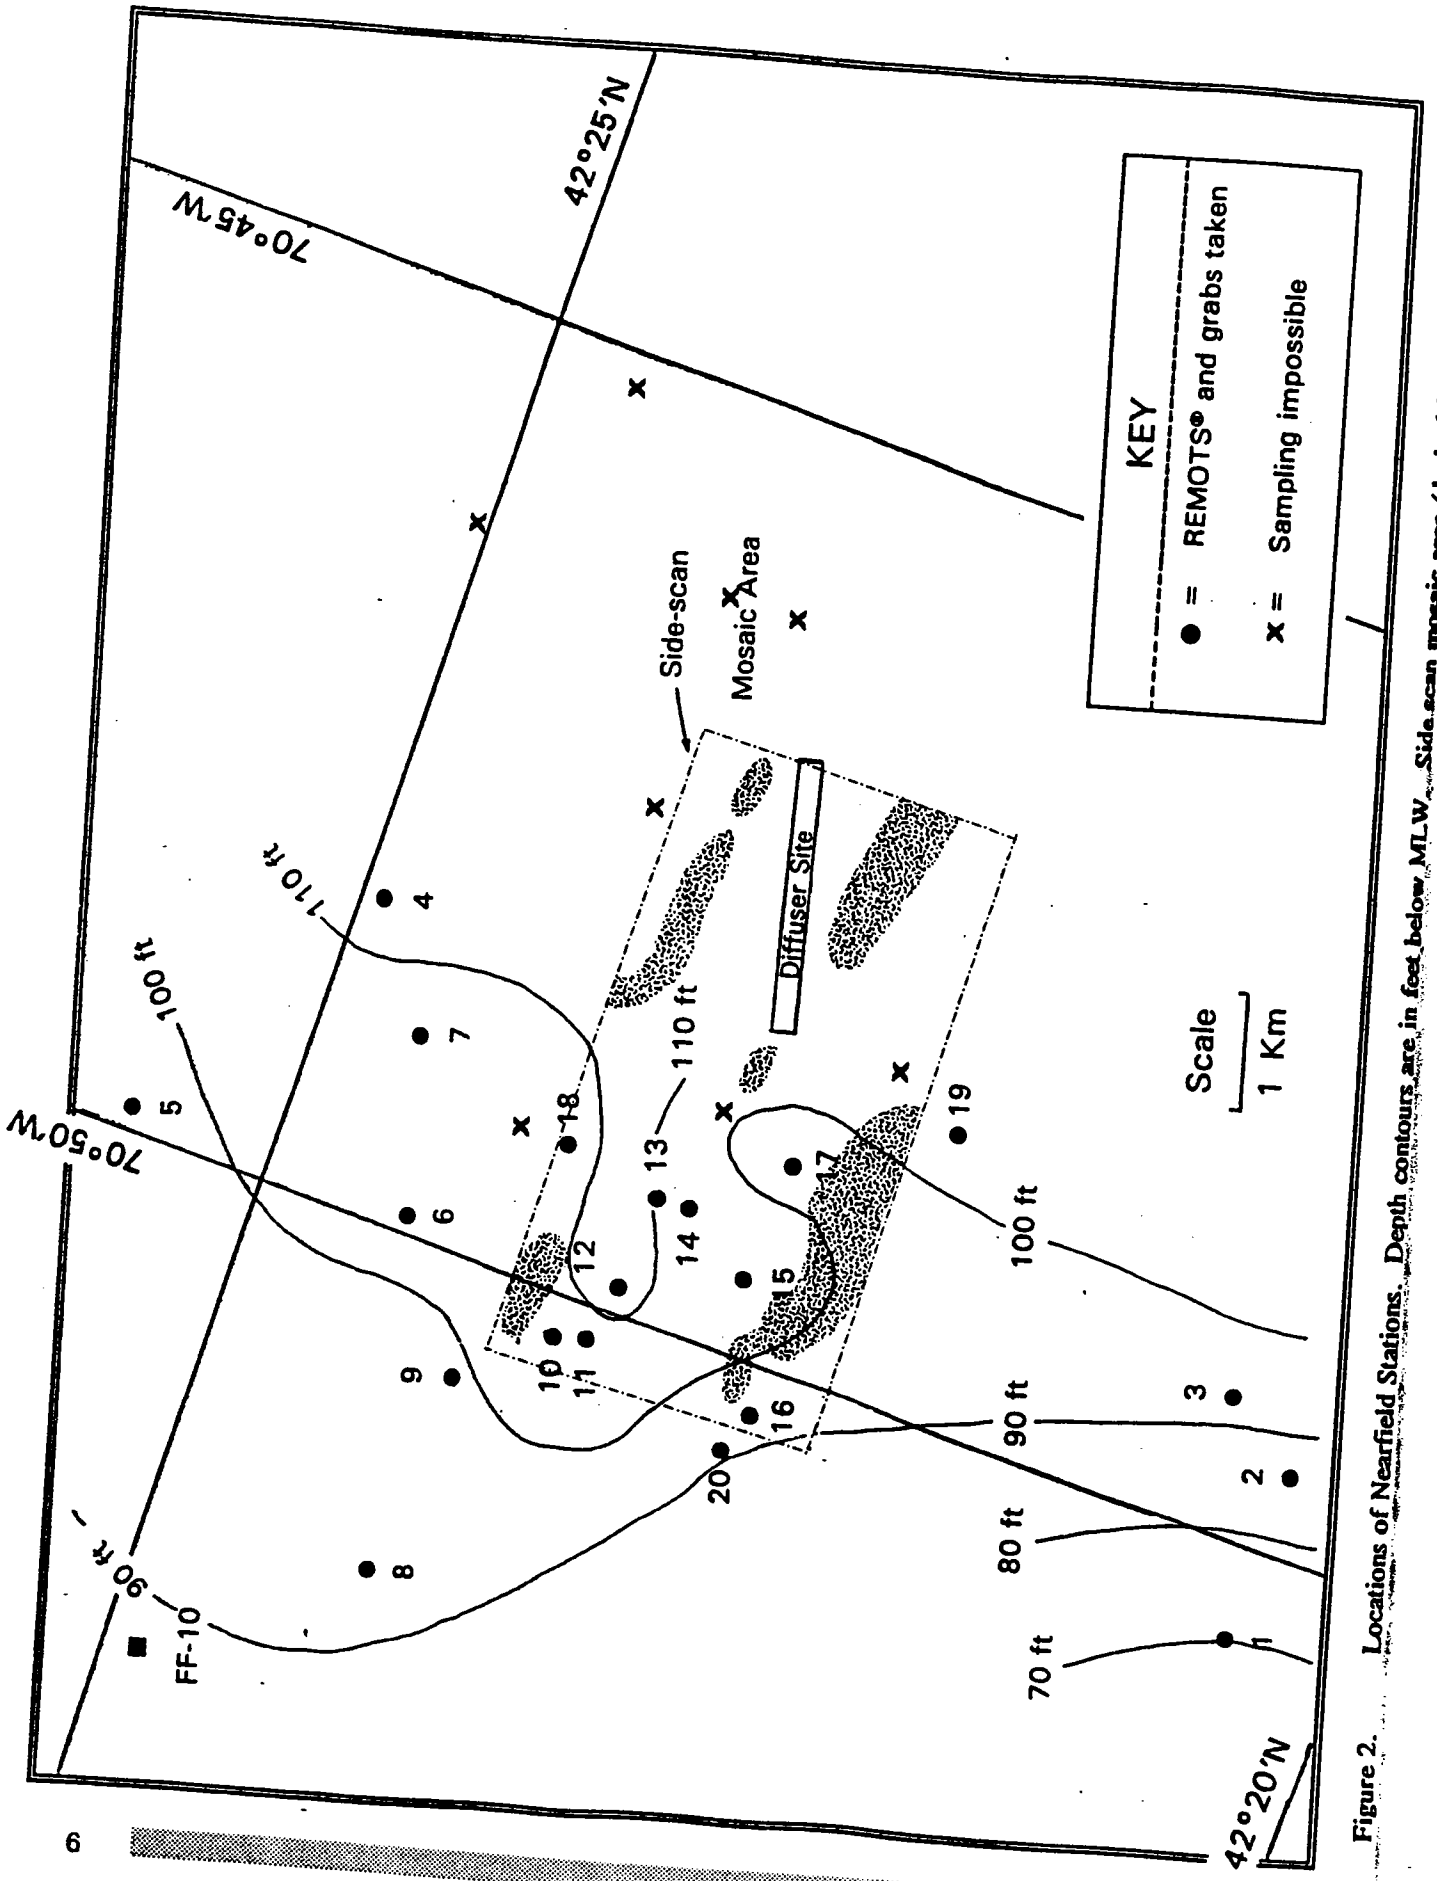 6
42°25'N
70°45'W
70°50'W
42°20'N
110 ft
100 ft
90 ft
FF-10
5
4
7
6
9
8
18
12
13
110 ft
10
11
14
15
17
16
20
19
Side-scan
Mosaic Area
Diffuser Site
100 ft
90 ft
80 ft
70 ft
3
2
1
Scale
1 Km
KEY
● = REMOTS® and grabs taken
x = Sampling impossible
Figure 2. Locations of Nearfield Stations. Depth contours are in feet below MLW. Side scan mosaic area